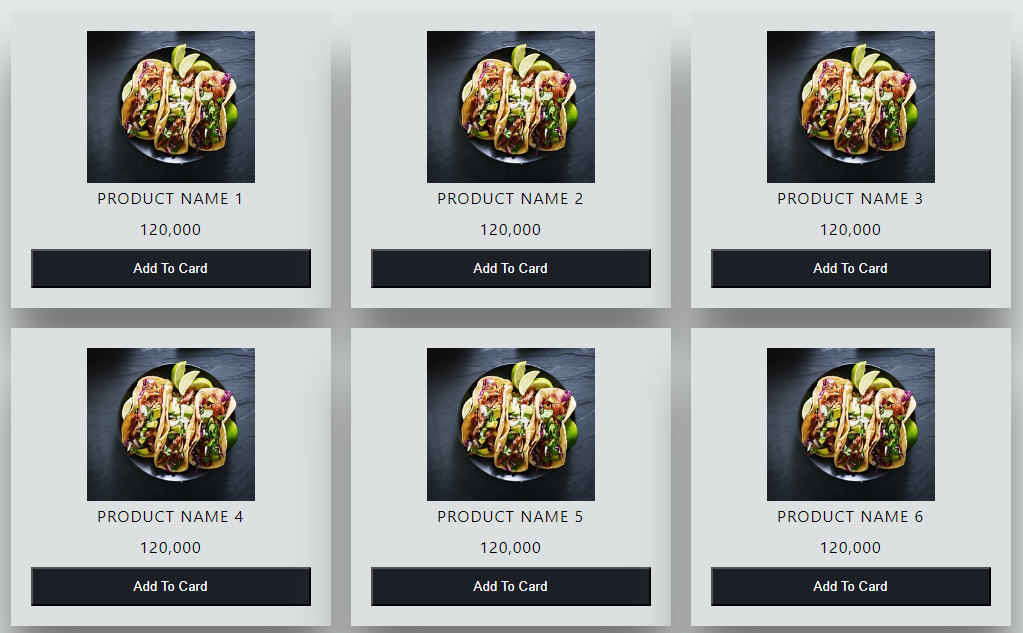 PRODUCT NAME 1
120,000
Add To Card
PRODUCT NAME 2
120,000
Add To Card
PRODUCT NAME 3
120,000
Add To Card
PRODUCT NAME 4
120,000
Add To Card
PRODUCT NAME 5
120,000
Add To Card
PRODUCT NAME 6
120,000
Add To Card